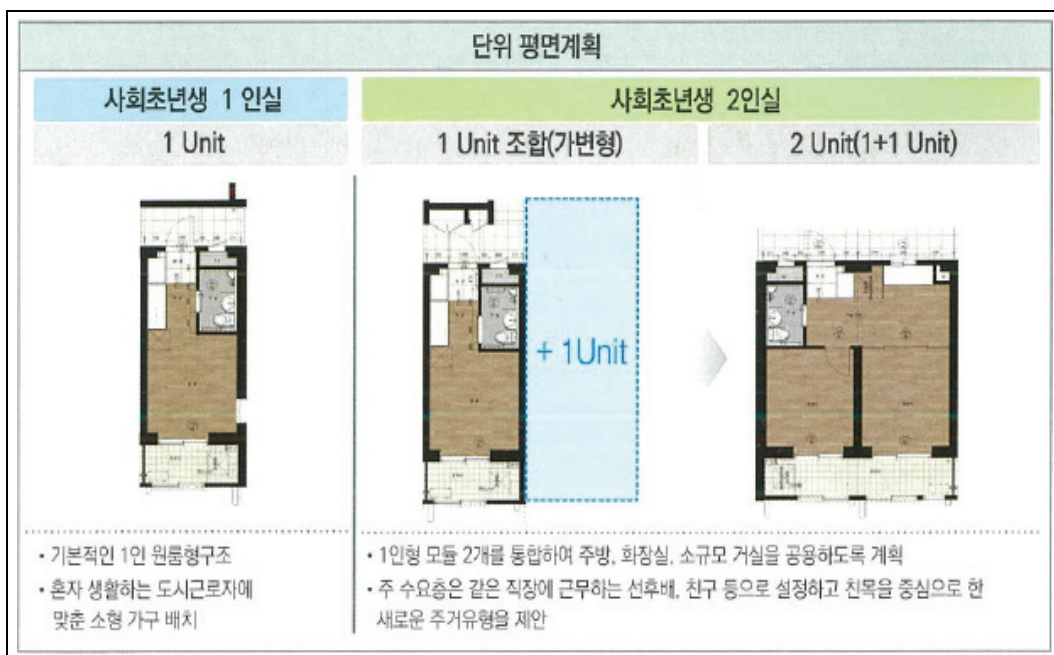 단위 평면계획
사회초년생 1 인실
사회초년생 2인실
1 Unit
1 Unit 조합(가변형)
2 Unit(1+1 Unit)
+ 1Unit
• 기본적인 1인 원룸형구조
• 혼자 생활하는 도시근로자에
맞춘 소형 가구 배치
• 1인형 모듈 2개를 통합하여 주방, 화장실, 소규모 거실을 공용하도록 계획
• 주 수요층은 같은 직장에 근무하는 선후배, 친구 등으로 설정하고 친목을 중심으로 한
새로운 주거유형을 제안